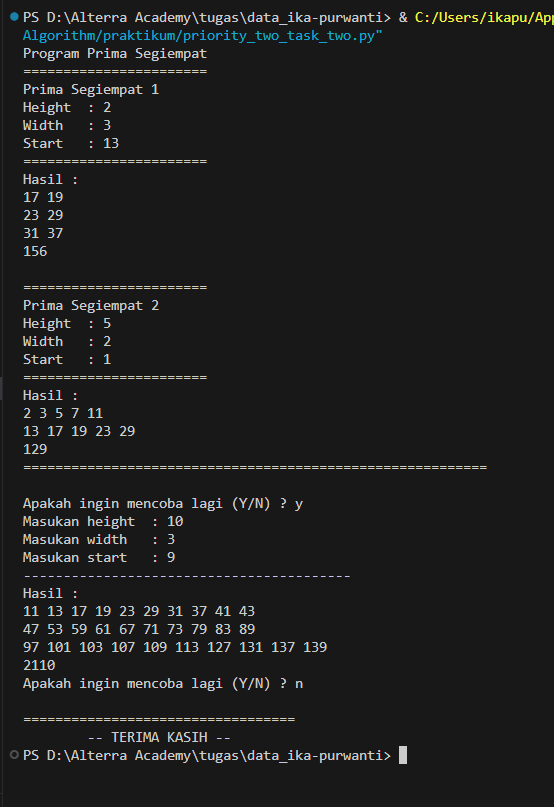 PS D:\Alterra Academy\tugas\data_ika-purwanti> & C:/Users/ikapu/App
Algorithm/praktikum/priority_two_task_two.py"
Program Prima Segiempat
=======================
Prima Segiempat 1
Height  : 2
Width   : 3
Start   : 13
=======================
Hasil :
17 19
23 29
31 37
156
=======================
Prima Segiempat 2
Height  : 5
Width   : 2
Start   : 1
=======================
Hasil :
2 3 5 7 11
13 17 19 23 29
129
==========================================================
Apakah ingin mencoba lagi (Y/N) ? y
Masukan height  : 10
Masukan width   : 3
Masukan start   : 9
-----------------------------------------
Hasil :
11 13 17 19 23 29 31 37 41 43
47 53 59 61 67 71 73 79 83 89
97 101 103 107 109 113 127 131 137 139
2110
Apakah ingin mencoba lagi (Y/N) ? n
==================================
-- TERIMA KASIH --
PS D:\Alterra Academy\tugas\data_ika-purwanti>